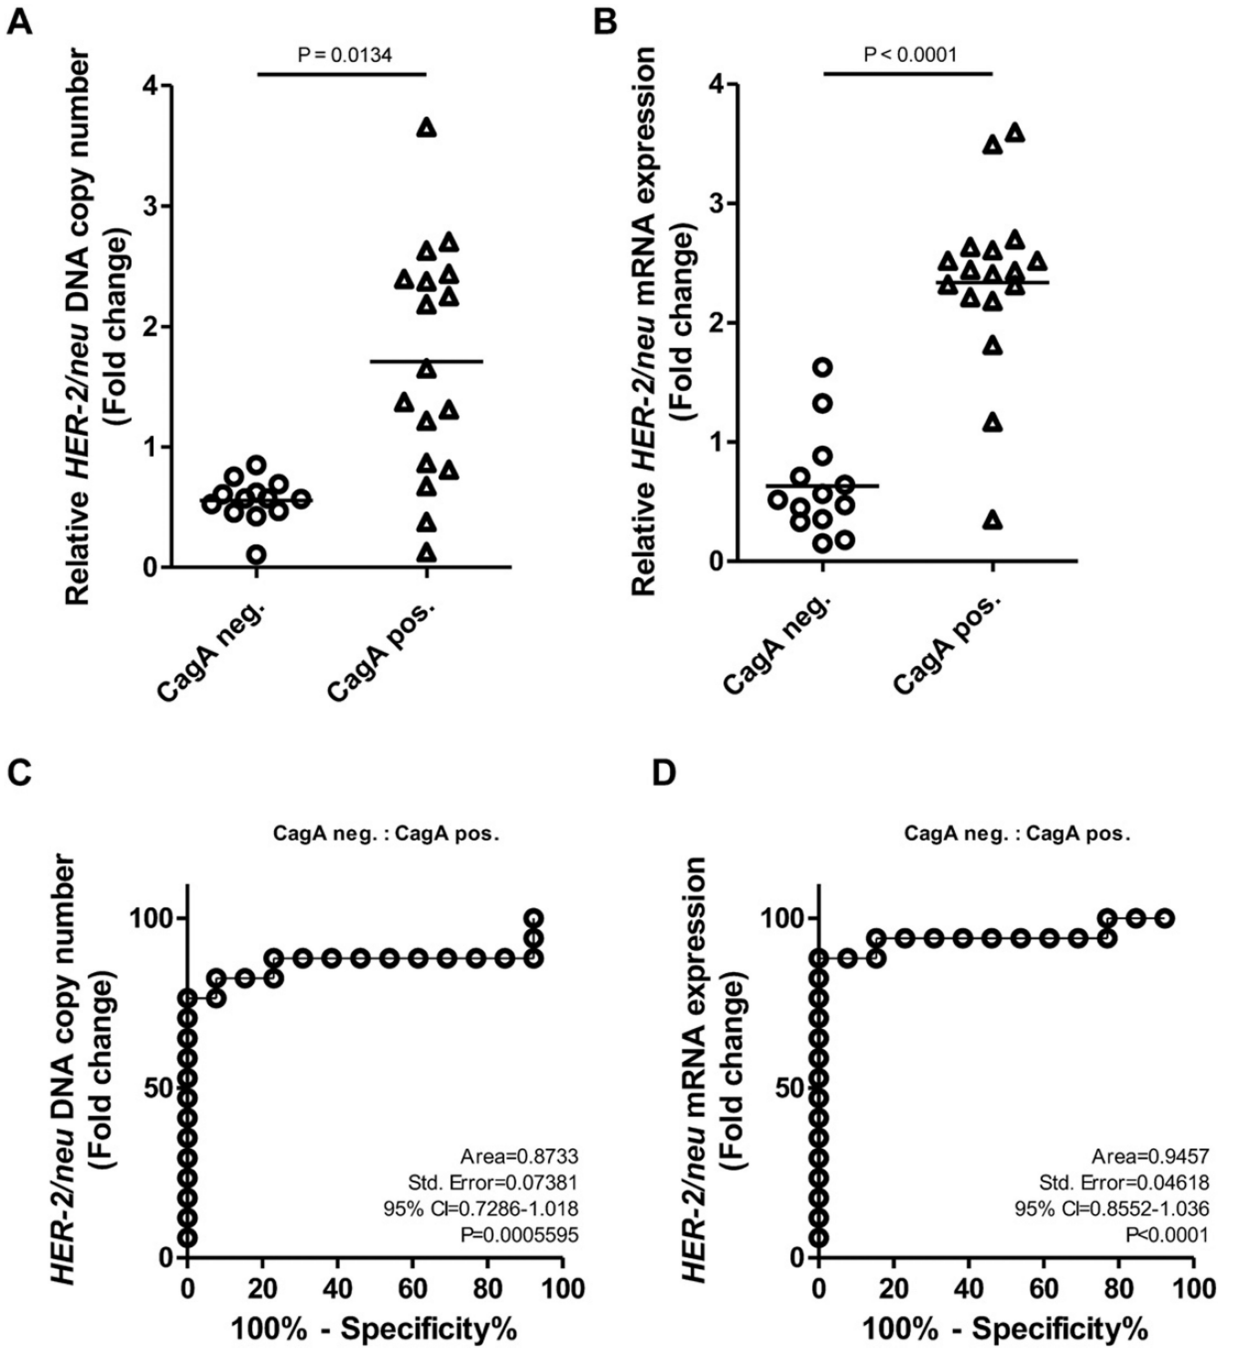 A
P = 0.0134
Relative HER-2/neu DNA copy number
(Fold change)
4
3
2
1
0
CagA neg.
CagA pos.
B
P < 0.0001
Relative HER-2/neu mRNA expression
(Fold change)
4
3
2
1
0
CagA neg.
CagA pos.
C
CagA neg. : CagA pos.
HER-2/neu DNA copy number
(Fold change)
100
50
0
Area=0.8733
Std. Error=0.07381
95% CI=0.7286-1.018
P=0.0005595
0 20 40 60 80 100
100% - Specificity%
D
CagA neg. : CagA pos.
HER-2/neu mRNA expression
(Fold change)
100
50
0
Area=0.9457
Std. Error=0.04618
95% CI=0.8552-1.036
P<0.0001
0 20 40 60 80 100
100% - Specificity%